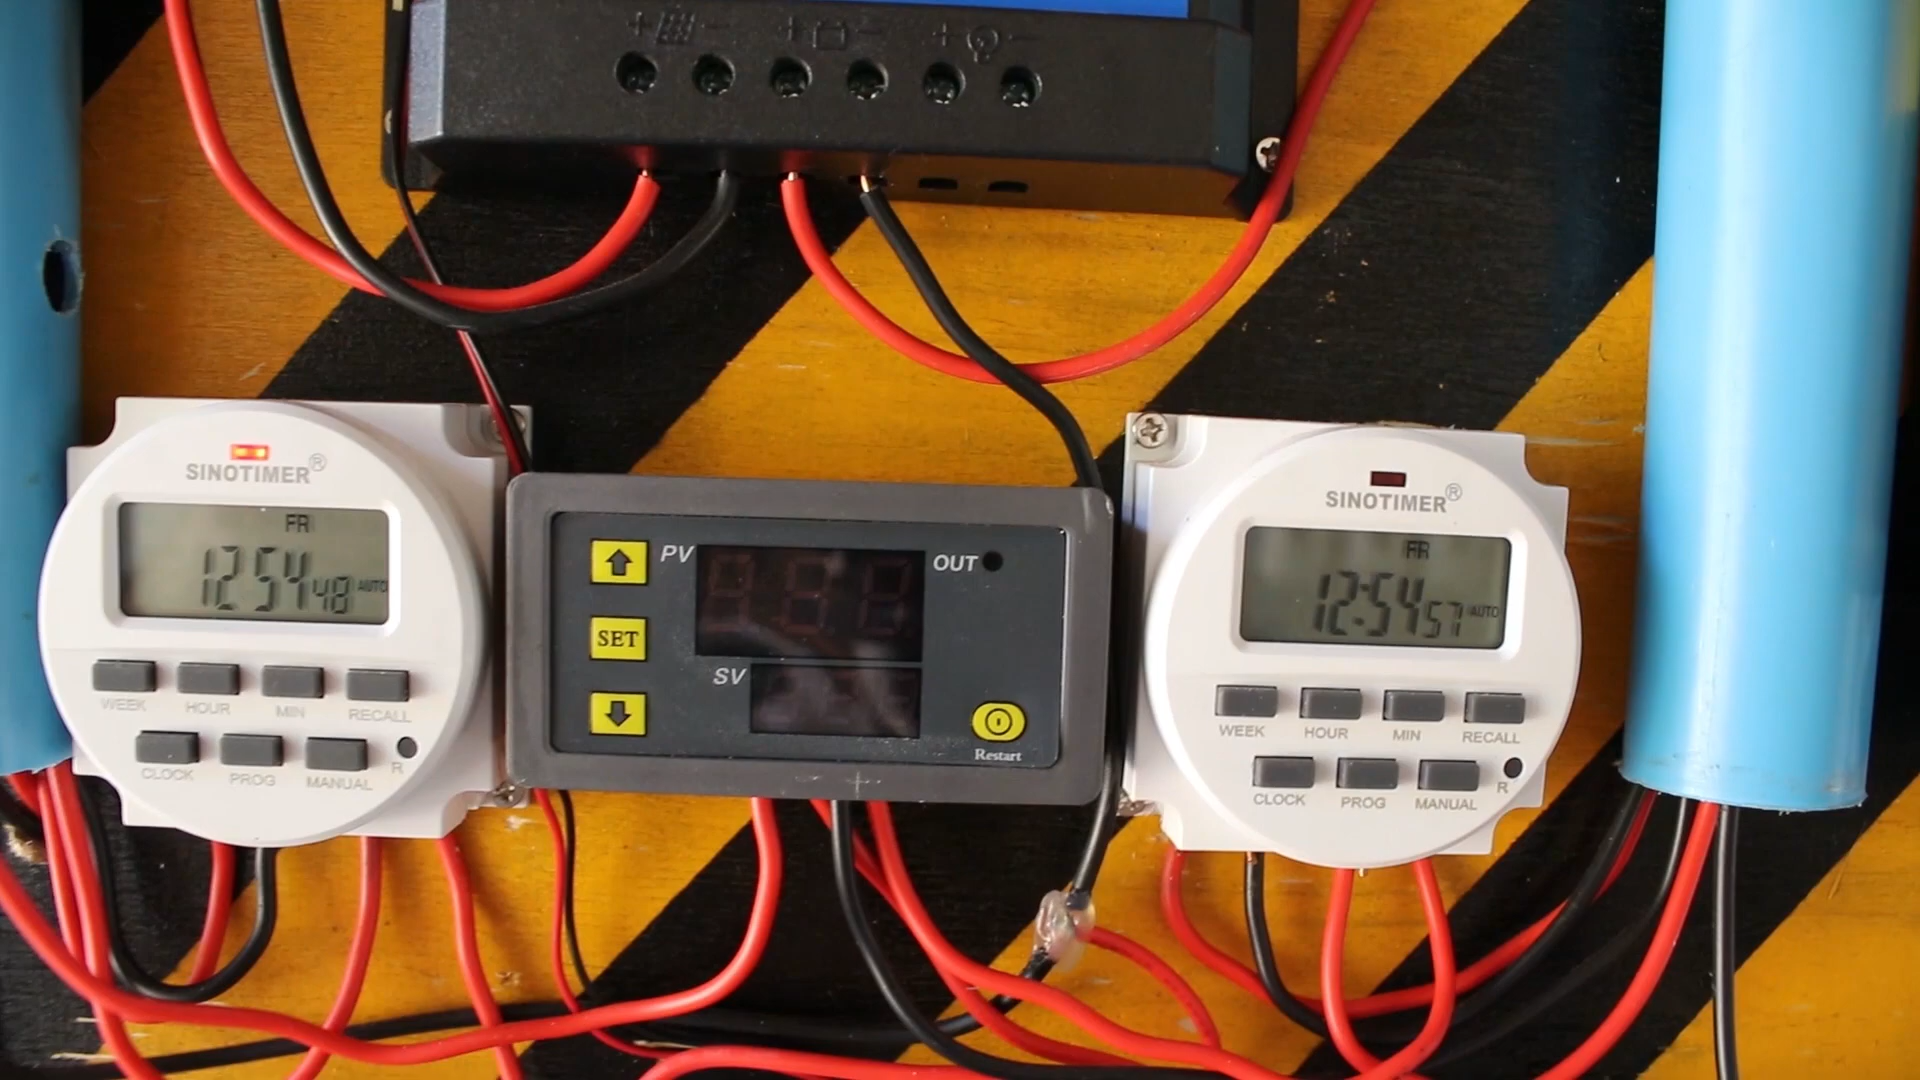 SINOTIMER®
FR
12 54 48 AUTO
WEEK HOUR MIN RECALL
CLOCK PROG MANUAL R
PV
OUT
SET
SV
Restart
SINOTIMER®
FR
12:54 57 AUTO
WEEK HOUR MIN RECALL
CLOCK PROG MANUAL R